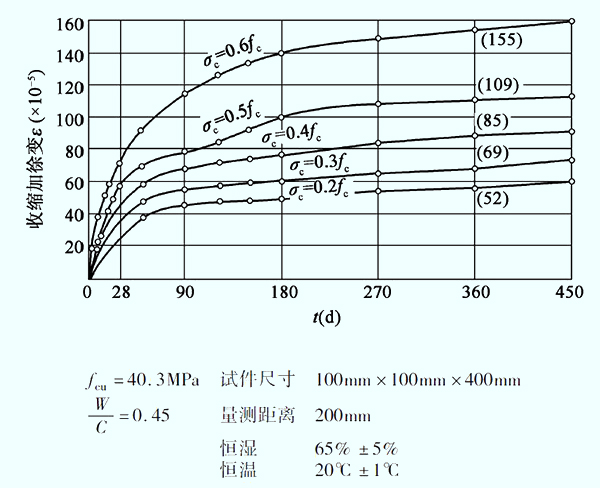 收缩加徐变ε(×10⁻⁵)
160
140
120
100
80
60
40
20
0 28 90 180 270 360 450
t(d)
σc=0.6fc
(155)
σc=0.5fc
(109)
σc=0.4fc
(85)
σc=0.3fc
(69)
σc=0.2fc
(52)
fcu=40.3MPa 试件尺寸 100mm×100mm×400mm
W/C=0.45 量测距离 200mm
恒湿 65%±5%
恒温 20℃±1℃